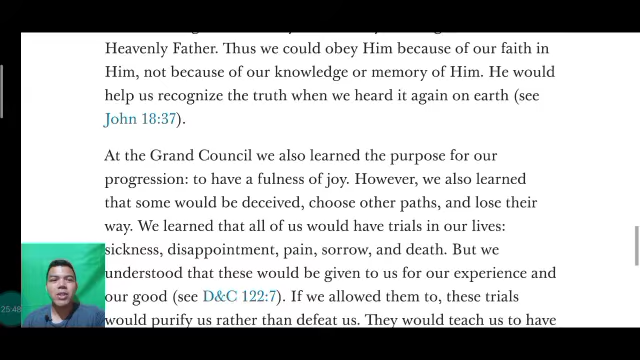 Heavenly Father. Thus we could obey Him because of our faith in
Him, not because of our knowledge or memory of Him. He would
help us recognize the truth when we heard it again on earth (see
John 18:37).
At the Grand Council we also learned the purpose for our
progression: to have a fulness of joy. However, we also learned
that some would be deceived, choose other paths, and lose their
way. We learned that all of us would have trials in our lives:
sickness, disappointment, pain, sorrow, and death. But we
understood that these would be given to us for our experience and
our good (see D&C 122:7). If we allowed them to, these trials
would purify us rather than defeat us. They would teach us to have
25:48